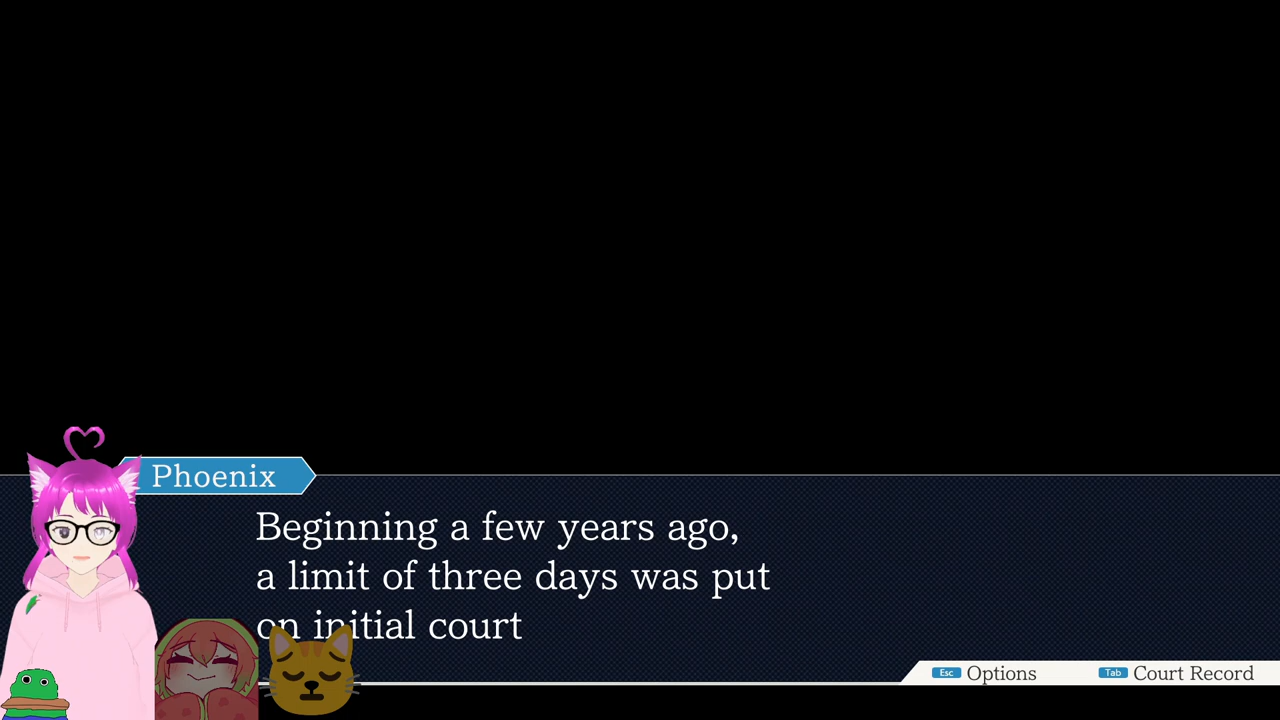 Phoenix
Beginning a few years ago,
a limit of three days was put
on initial court
Esc Options Tab Court Record